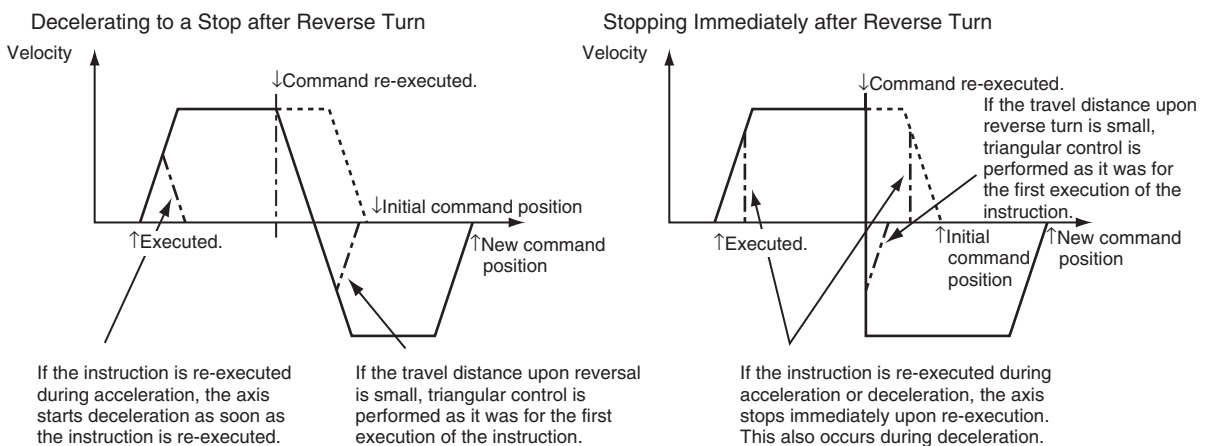 Decelerating to a Stop after Reverse Turn
Velocity
↓Command re-executed.
↓Initial command position
↑Executed.
↑New command
position
If the instruction is re-executed
during acceleration, the axis
starts deceleration as soon as
the instruction is re-executed.
If the travel distance upon reversal
is small, triangular control is
performed as it was for the first
execution of the instruction.
Stopping Immediately after Reverse Turn
Velocity
↓Command re-executed.
If the travel distance upon
reverse turn is small,
triangular control is
performed as it was for
the first execution of the
instruction.
↑Executed.
↑Initial
command
position
↑New command
position
If the instruction is re-executed during
acceleration or deceleration, the axis
stops immediately upon re-execution.
This also occurs during deceleration.